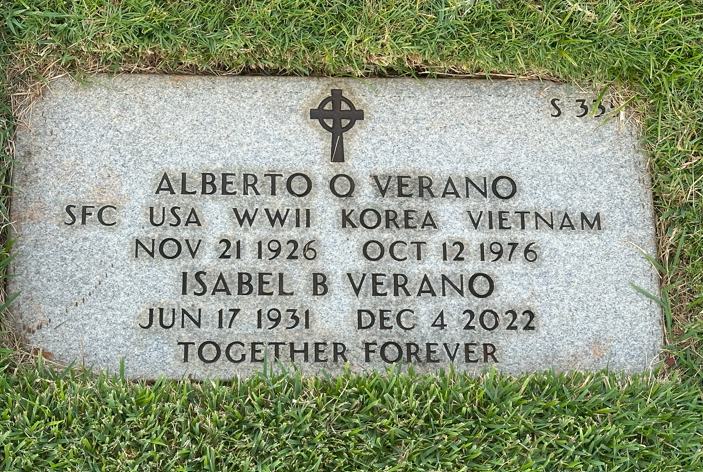 S
ALBERTO O VERANO
SFC USA WWII KOREA VIETNAM
NOV 21 1926 OCT 12 1976
ISABEL B VERANO
JUN 17 1931 DEC 4 2022
TOGETHER FOREVER